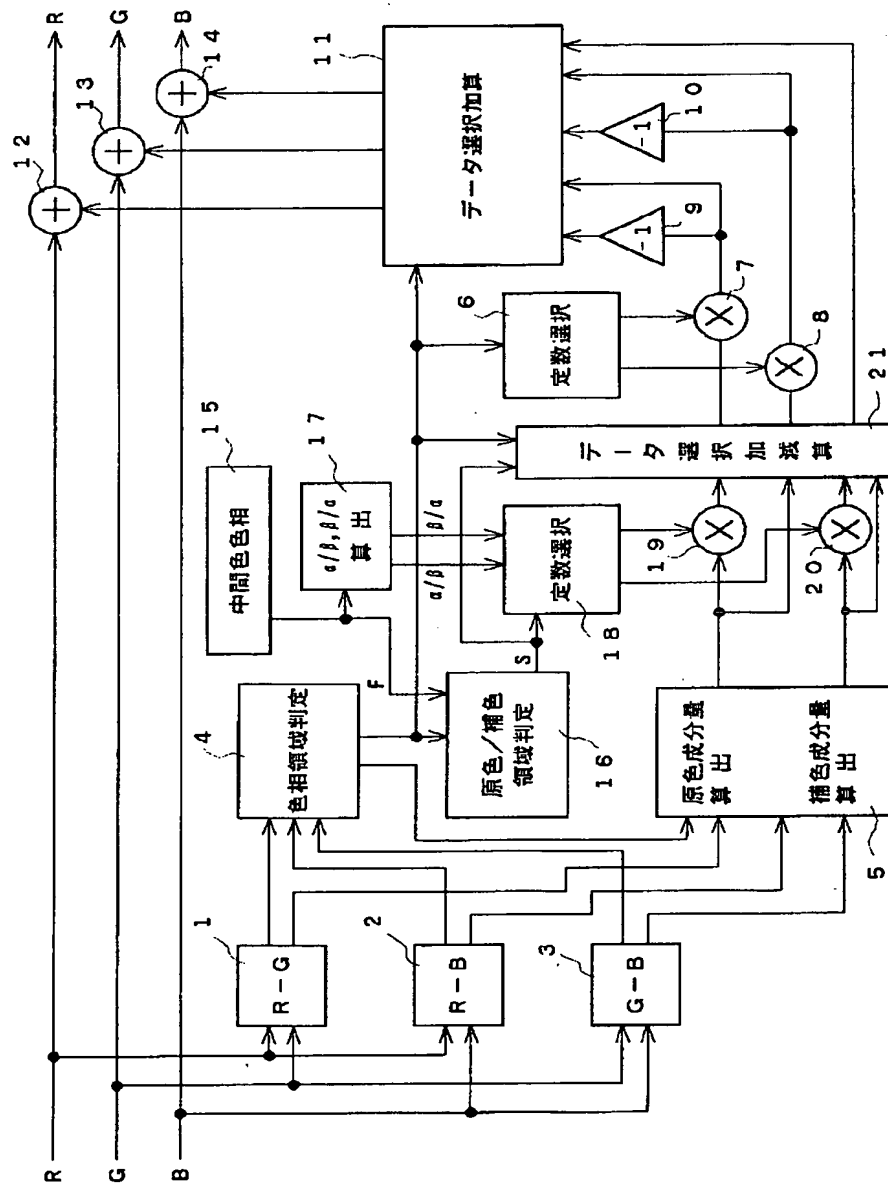 R
G
B
R
G
B
12
13
14
+
+
+
1
R-G
2
R-B
3
G-B
4
色相領域判定
15
中間色色相
F
17
α/β,β/α
算出
α/β
β/α
原色/補色
領域判定
16
S
定数選択
18
原色成分量
算出
補色成分量
算出
5
×
19
×
20
データ選択加減算
21
6
定数選択
×
7
×
8
-1
9
-1
10
データ選択加算
11